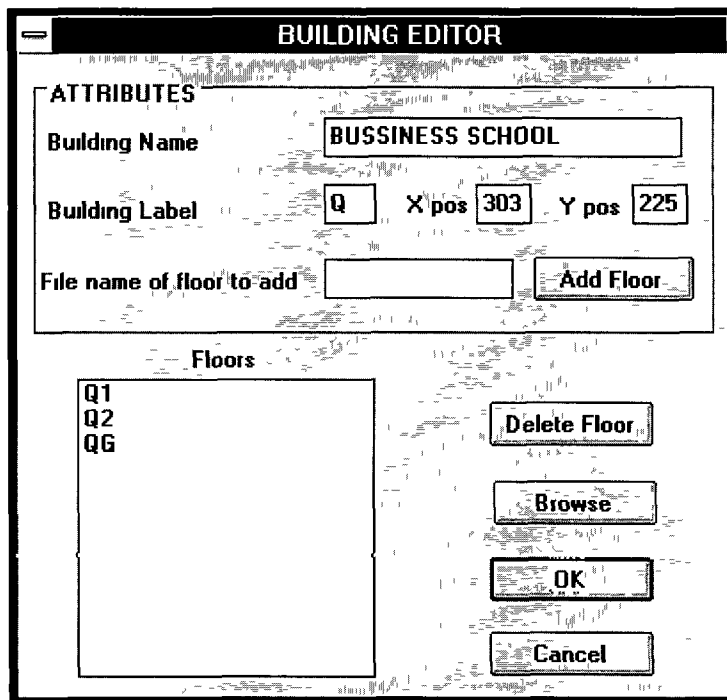 BUILDING EDITOR
ATTRIBUTES
Building Name BUSSINESS SCHOOL
Building Label Q X pos 303 Y pos 225
File name of floor to add Add Floor
Floors
Q1
Q2
QG
Delete Floor
Browse
OK
Cancel